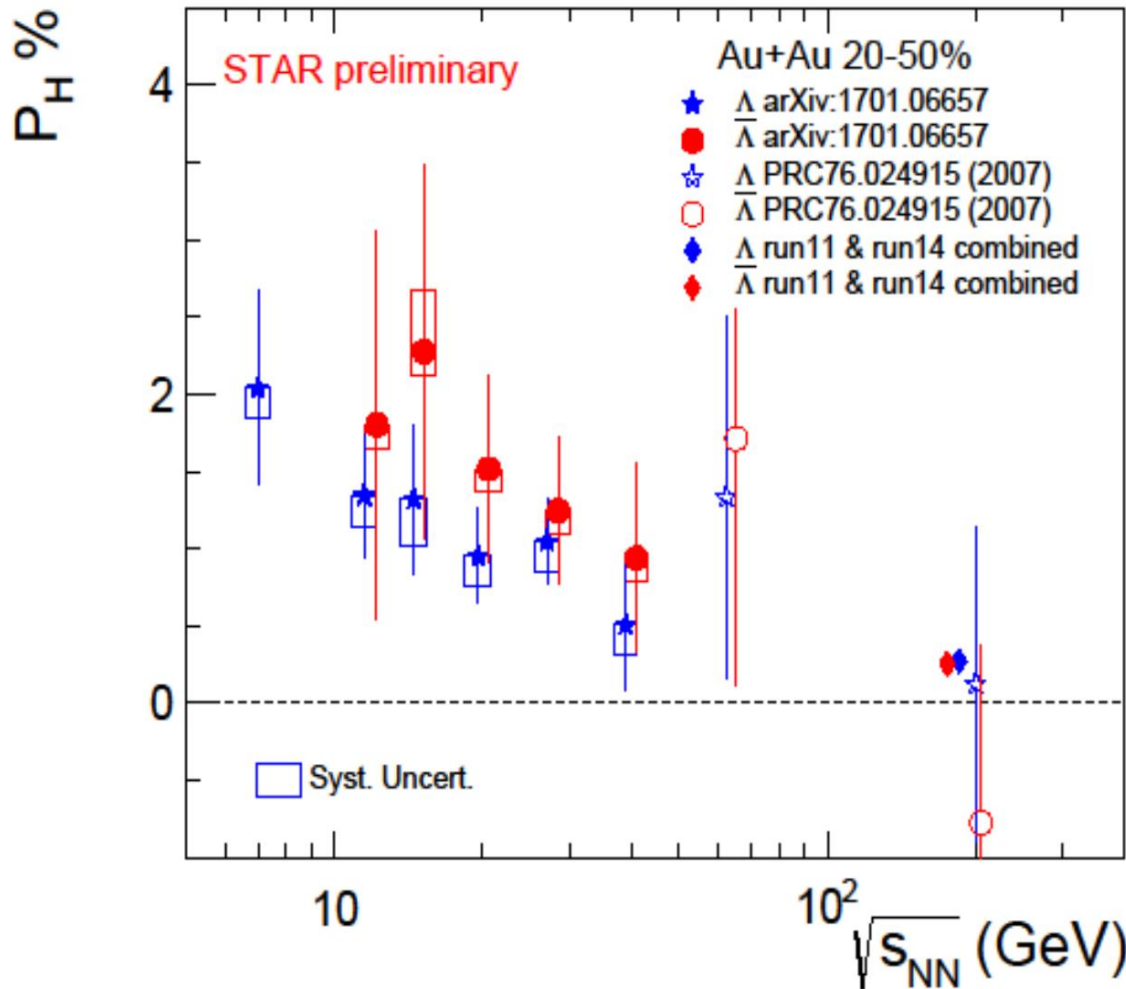 P_H %
STAR preliminary
Au+Au 20-50%
Λ arXiv:1701.06657
Λ̅ arXiv:1701.06657
Λ PRC76.024915 (2007)
Λ̅ PRC76.024915 (2007)
Λ run11 & run14 combined
Λ̅ run11 & run14 combined
4
2
0
Syst. Uncert.
10
10²
√s_NN (GeV)